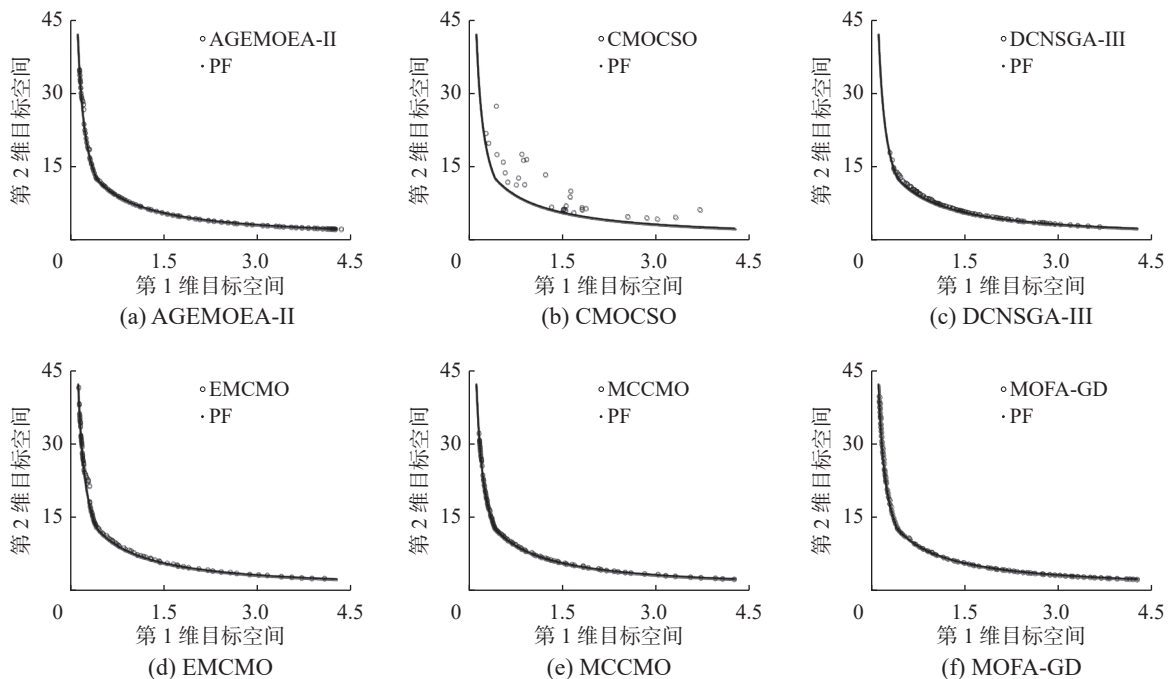 45
30
15
0
1.5
3.0
4.5
AGEMOEA-II
PF
第 2 维目标空间
第 1 维目标空间
(a) AGEMOEA-II
45
30
15
0
1.5
3.0
4.5
CMOCSO
PF
第 2 维目标空间
第 1 维目标空间
(b) CMOCSO
45
30
15
0
1.5
3.0
4.5
DCNSGA-III
PF
第 2 维目标空间
第 1 维目标空间
(c) DCNSGA-III
45
30
15
0
1.5
3.0
4.5
EMCMO
PF
第 2 维目标空间
第 1 维目标空间
(d) EMCMO
45
30
15
0
1.5
3.0
4.5
MCCMO
PF
第 2 维目标空间
第 1 维目标空间
(e) MCCMO
45
30
15
0
1.5
3.0
4.5
MOFA-GD
PF
第 2 维目标空间
第 1 维目标空间
(f) MOFA-GD